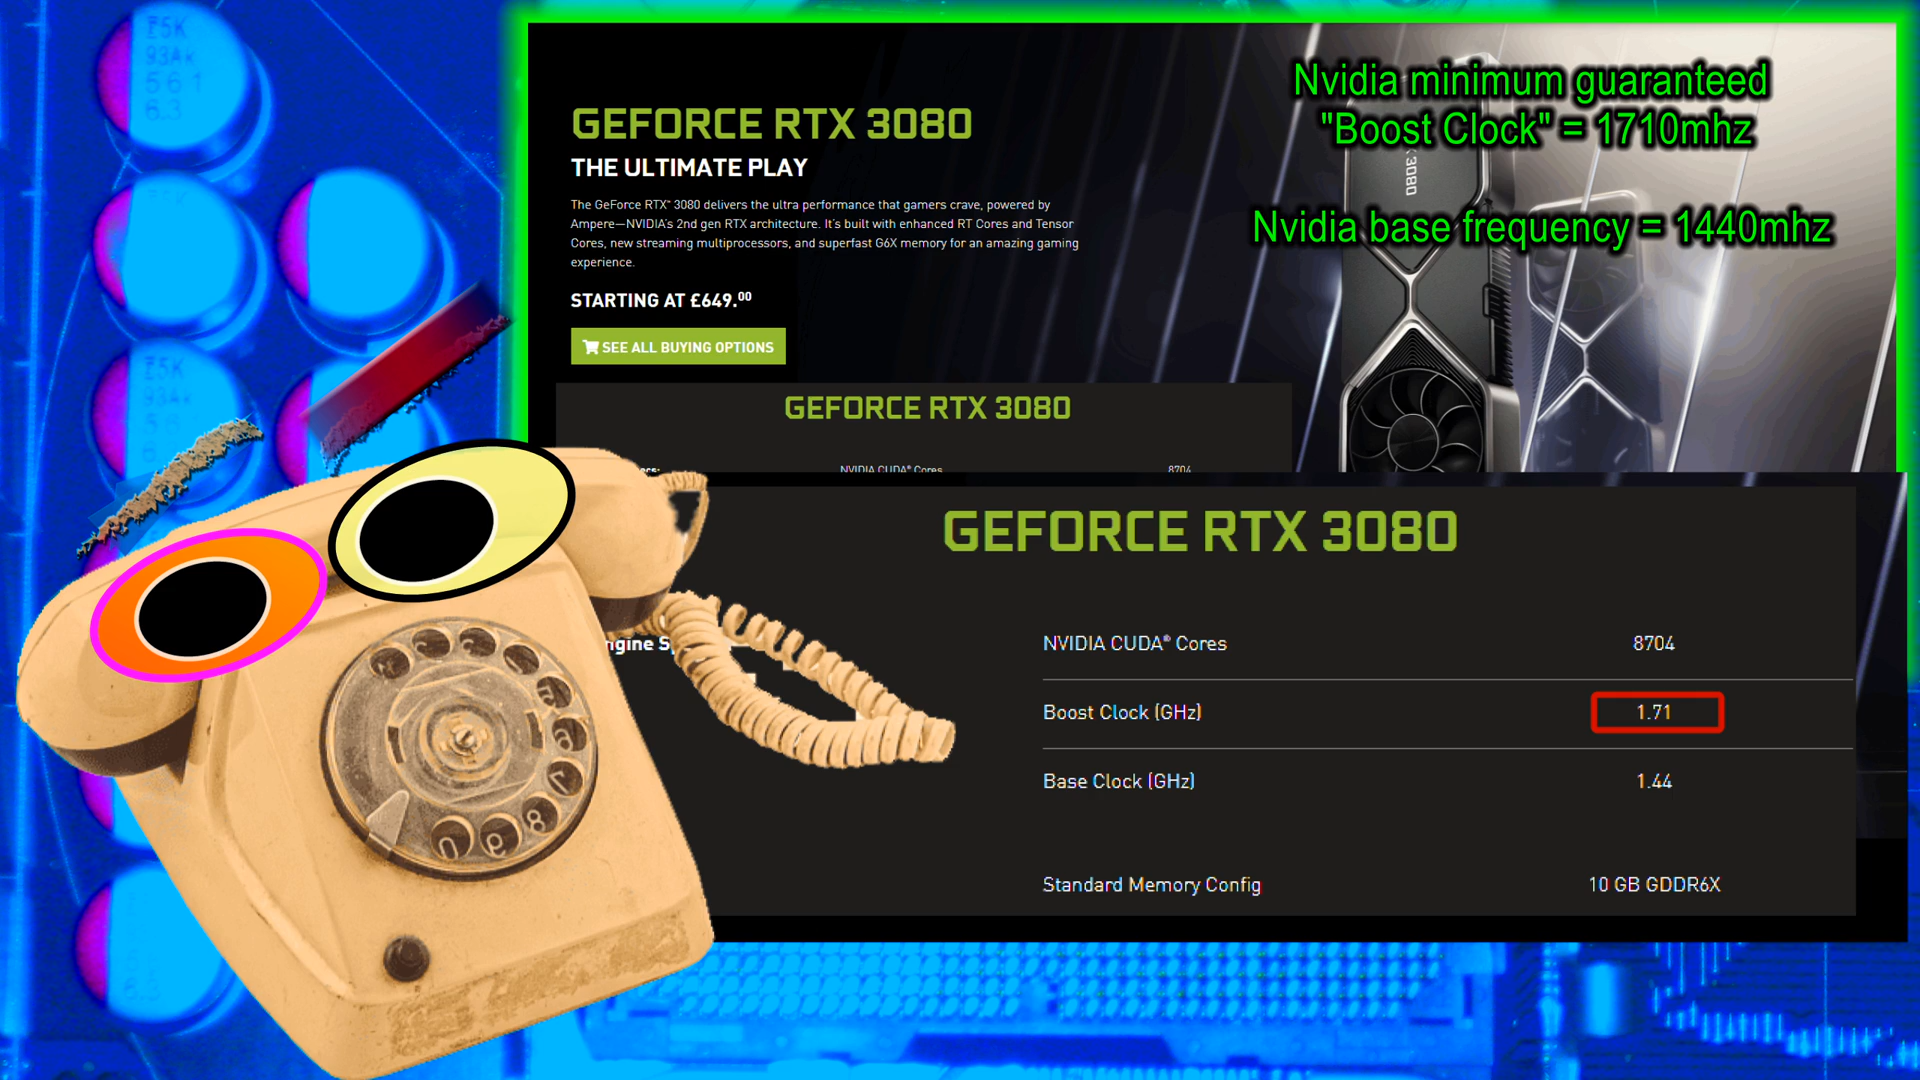 GEFORCE RTX 3080
THE ULTIMATE PLAY
The GeForce RTX™ 3080 delivers the ultra performance that gamers crave, powered by
Ampere—NVIDIA's 2nd gen RTX architecture. It's built with enhanced RT Cores and Tensor
Cores, new streaming multiprocessors, and superfast G6X memory for an amazing gaming
experience.
STARTING AT £649.00
SEE ALL BUYING OPTIONS
Nvidia minimum guaranteed
"Boost Clock" = 1710mhz
Nvidia base frequency = 1440mhz
GEFORCE RTX 3080
NVIDIA CUDA® Cores 8704
GEFORCE RTX 3080
NVIDIA CUDA® Cores 8704
Boost Clock (GHz) 1.71
Base Clock (GHz) 1.44
Standard Memory Config 10 GB GDDR6X